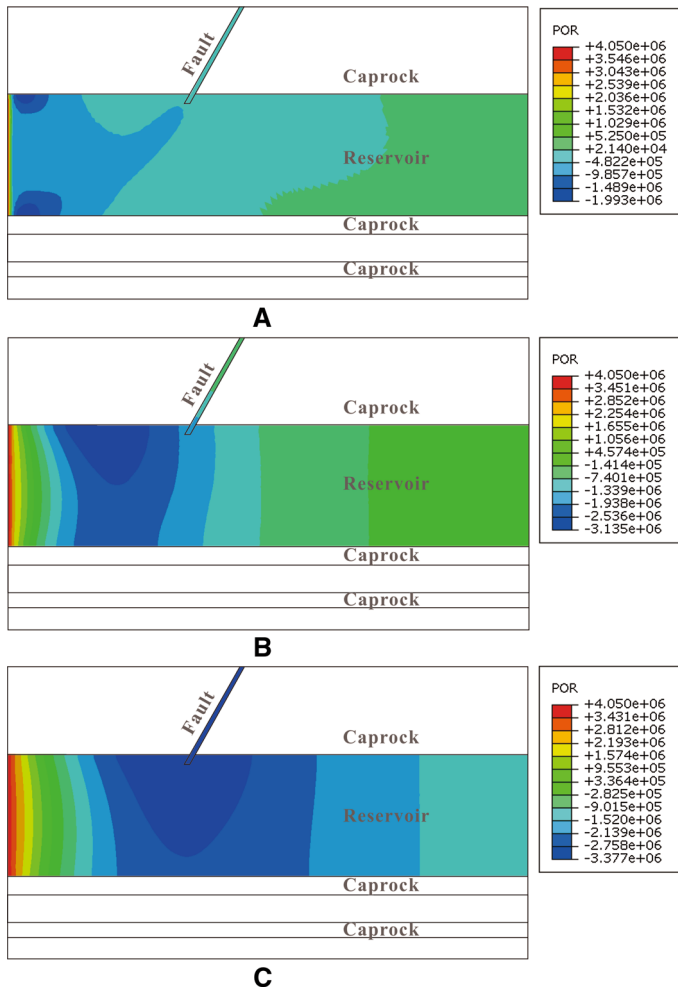 Fault
Caprock
Reservoir
Caprock
Caprock
POR
+4.050e+06
+3.546e+06
+3.043e+06
+2.539e+06
+2.036e+06
+1.532e+06
+1.029e+06
+5.250e+05
+2.140e+04
-4.822e+05
-9.857e+05
-1.489e+06
-1.993e+06
A
Fault
Caprock
Reservoir
Caprock
Caprock
POR
+4.050e+06
+3.451e+06
+2.852e+06
+2.254e+06
+1.655e+06
+1.056e+06
+4.574e+05
-1.414e+05
-7.401e+05
-1.339e+06
-1.938e+06
-2.536e+06
-3.135e+06
B
Fault
Caprock
Reservoir
Caprock
Caprock
POR
+4.050e+06
+3.431e+06
+2.812e+06
+2.193e+06
+1.574e+06
+9.553e+05
+3.364e+05
-2.825e+05
-9.015e+05
-1.520e+06
-2.139e+06
-2.758e+06
-3.377e+06
C